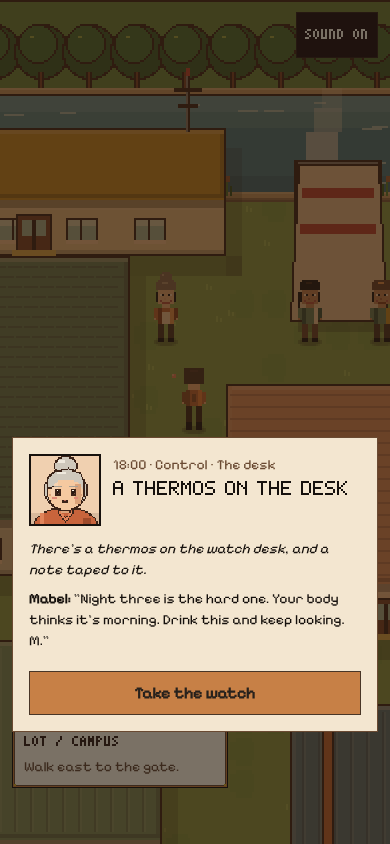 SOUND ON
18:00 · Control · The desk
A THERMOS ON THE DESK
There's a thermos on the watch desk, and a
note taped to it.
Mabel: "Night three is the hard one. Your body
thinks it's morning. Drink this and keep looking.
M."
Take the watch
LOT / CAMPUS
Walk east to the gate.